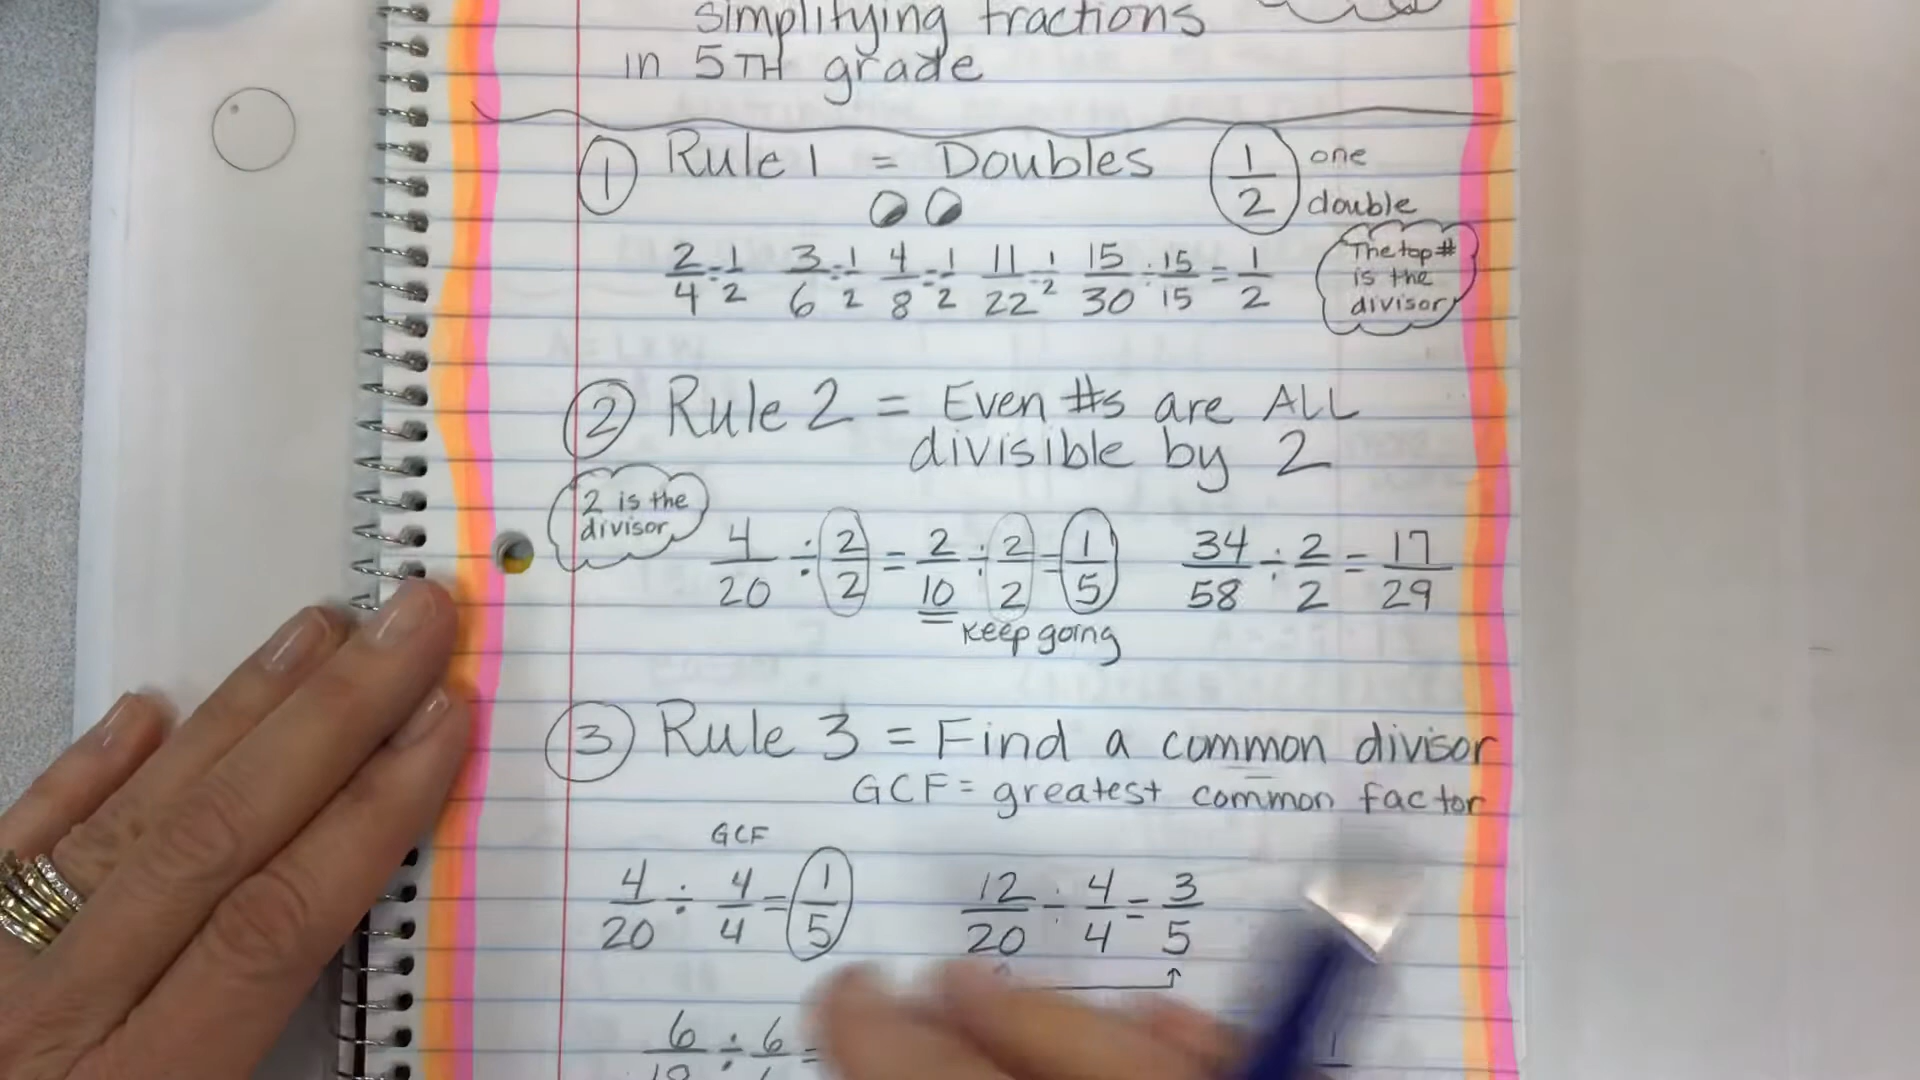 simplifying fractions
in 5TH grade
① Rule 1 = Doubles 1/2 one double
2/4 = 1/2 3/6 = 1/2 4/8 = 1/2 11/22 = 1/2 15/30 ÷ 15/15 = 1/2
The top #
is the
divisor
② Rule 2 = Even #s are ALL
divisible by 2
2 is the
divisor
4/20 ÷ 2/2 = 2/10 ÷ 2/2 = 1/5 34/58 ÷ 2/2 = 17/29
keep going
③ Rule 3 = Find a common divisor
GCF = greatest common factor
GCF
4/20 ÷ 4/4 = 1/5 12/20 ÷ 4/4 = 3/5
6/18 ÷ 6/ =